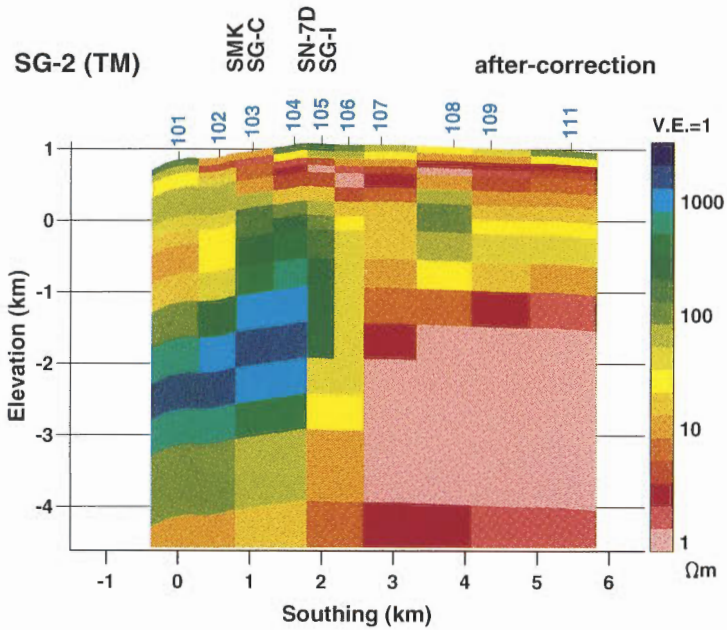 SG-2 (TM)
SMK
SG-C
SN-7D
SG-I
after-correction
101
102
103
104
105
106
107
108
109
111
V.E.=1
1
0
-1
-2
-3
-4
Elevation (km)
1000
100
10
1
Ωm
-1
0
1
2
3
4
5
6
Southing (km)